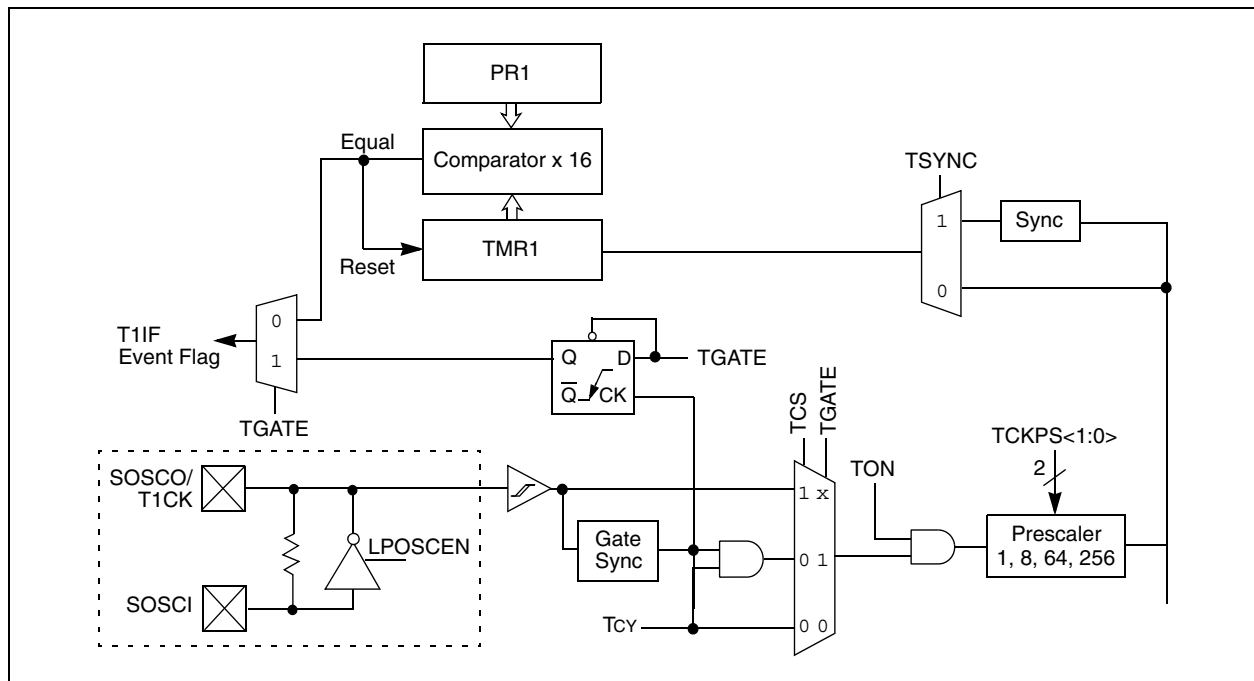 PR1
Equal
Comparator x 16
TSYNC
1
Sync
TMR1
Reset
0
T1IF
Event Flag
0
1
TGATE
Q
D
Q̅
CK
TGATE
TCS
TGATE
TCKPS<1:0>
2
TON
SOSCO/
T1CK
1 x
Prescaler
1, 8, 64, 256
Gate
Sync
LPOSCEN
0 1
SOSCI
TCY
0 0